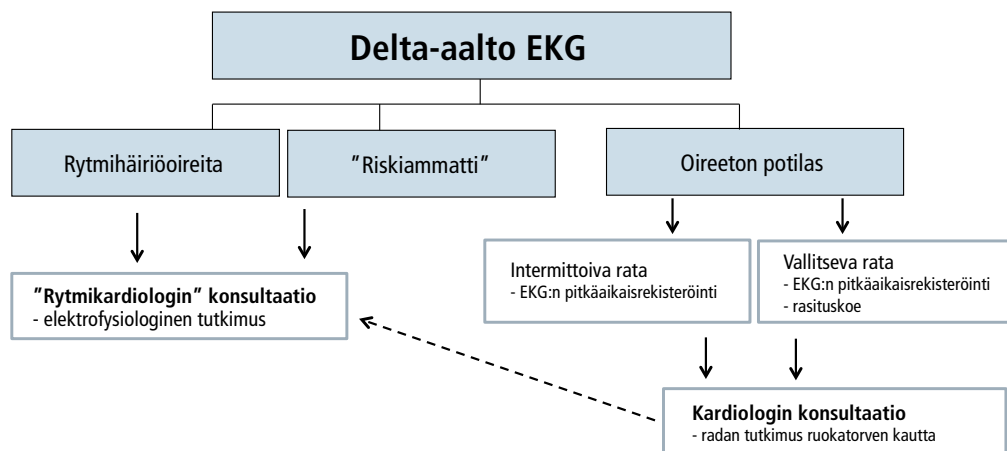 Delta-aalto EKG
Rytmihäiriöoireita
"Riskiammatti"
Oireeton potilas
Intermittoiva rata
- EKG:n pitkäaikaisrekisteröinti
Vallitseva rata
- EKG:n pitkäaikaisrekisteröinti
- rasituskoe
"Rytmikardiologin" konsultaatio
- elektrofysiologinen tutkimus
Kardiologin konsultaatio
- radan tutkimus ruokatorven kautta